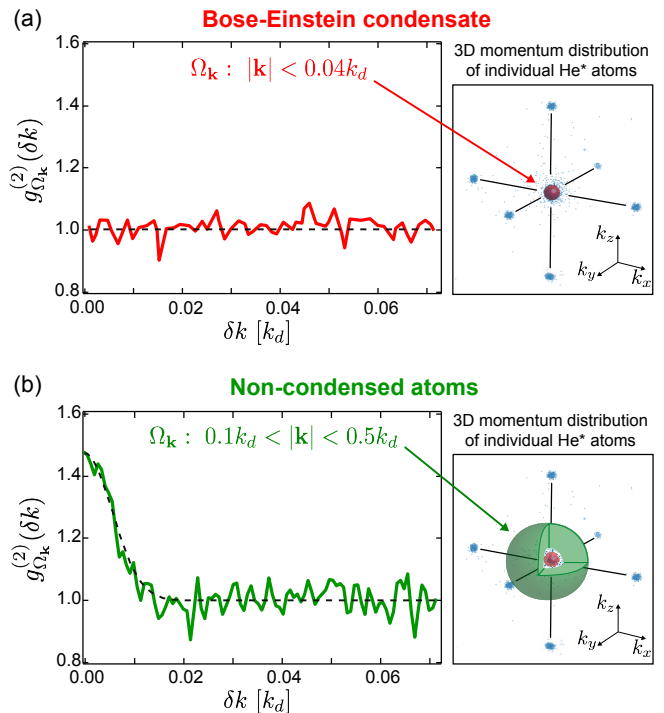 (a) Bose-Einstein condensate
1.6
1.4
1.2
1.0
0.8
g^{(2)}_{Ω_k}(δk)
Ω_k : |k| < 0.04k_d
0.00 0.02 0.04 0.06
δk [k_d]
3D momentum distribution
of individual He* atoms
k_z
k_y
k_x
(b) Non-condensed atoms
1.6
1.4
1.2
1.0
0.8
g^{(2)}_{Ω_k}(δk)
Ω_k : 0.1k_d < |k| < 0.5k_d
0.00 0.02 0.04 0.06
δk [k_d]
3D momentum distribution
of individual He* atoms
k_z
k_y
k_x